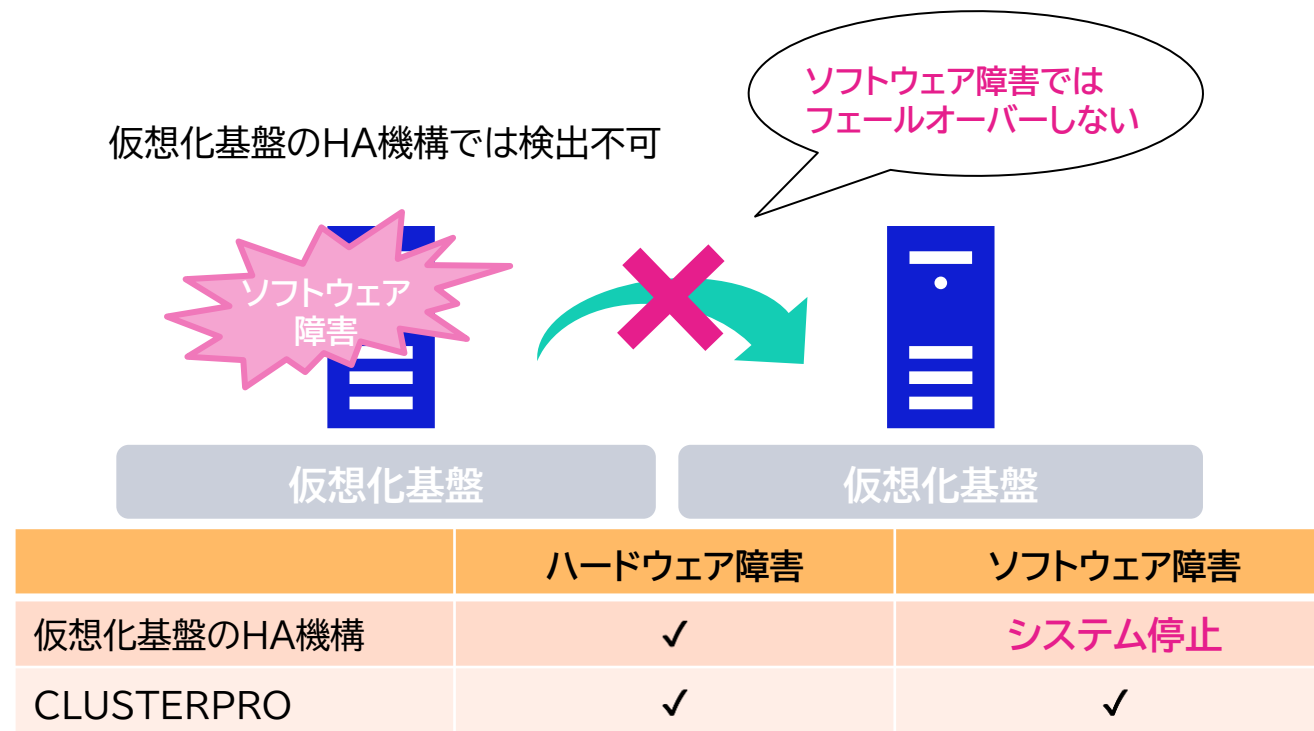 ソフトウェア障害では
フェールオーバーしない
仮想化基盤のHA機構では検出不可
ソフトウェア
障害
仮想化基盤 仮想化基盤
ハードウェア障害 ソフトウェア障害
仮想化基盤のHA機構 ✓ システム停止
CLUSTERPRO ✓ ✓